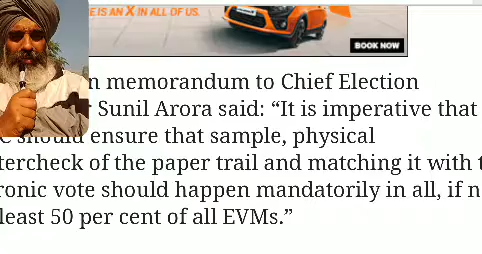 E IS AN X IN ALL OF US.
BOOK NOW
n memorandum to Chief Election
Sunil Arora said: “It is imperative that
should ensure that sample, physical
tercheck of the paper trail and matching it with t
ronic vote should happen mandatorily in all, if n
least 50 per cent of all EVMs.”